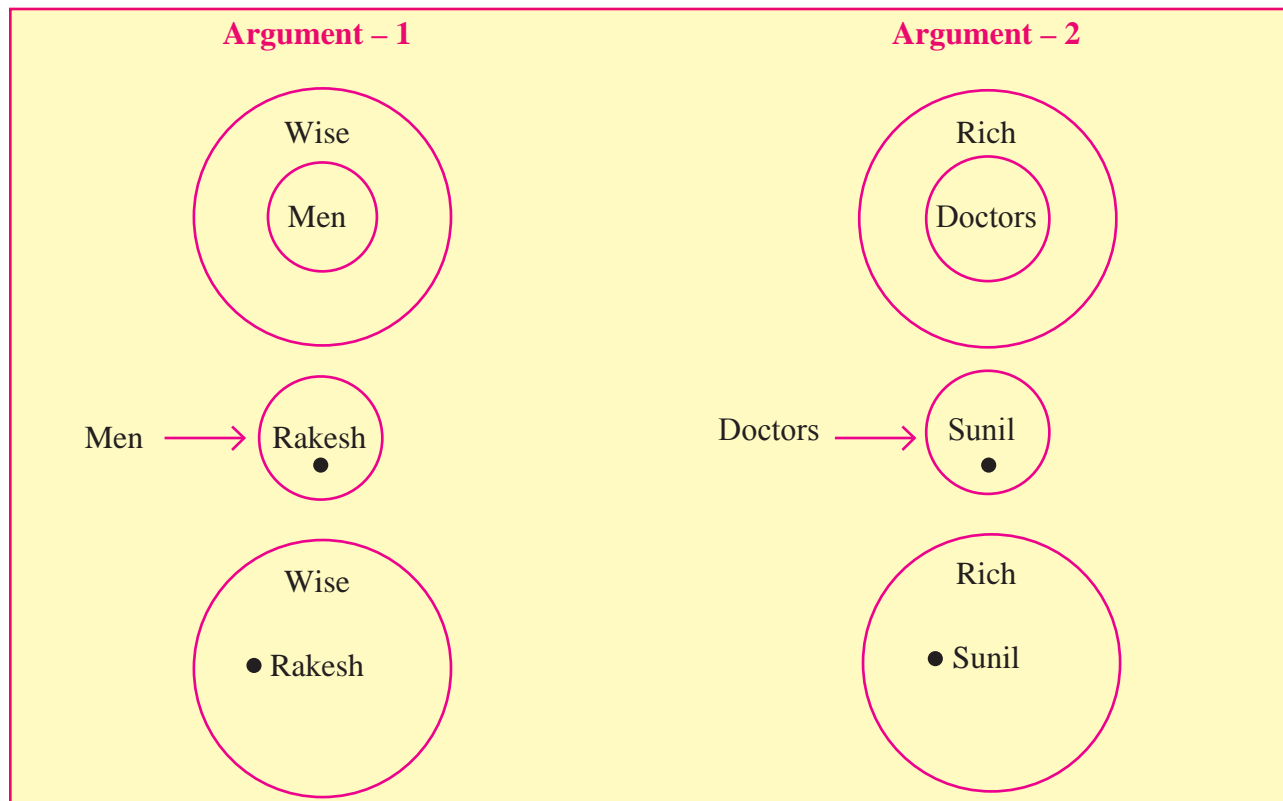 Argument – 1
Wise
Men
Men
Rakesh
Wise
Rakesh
Argument – 2
Rich
Doctors
Doctors
Sunil
Rich
Sunil